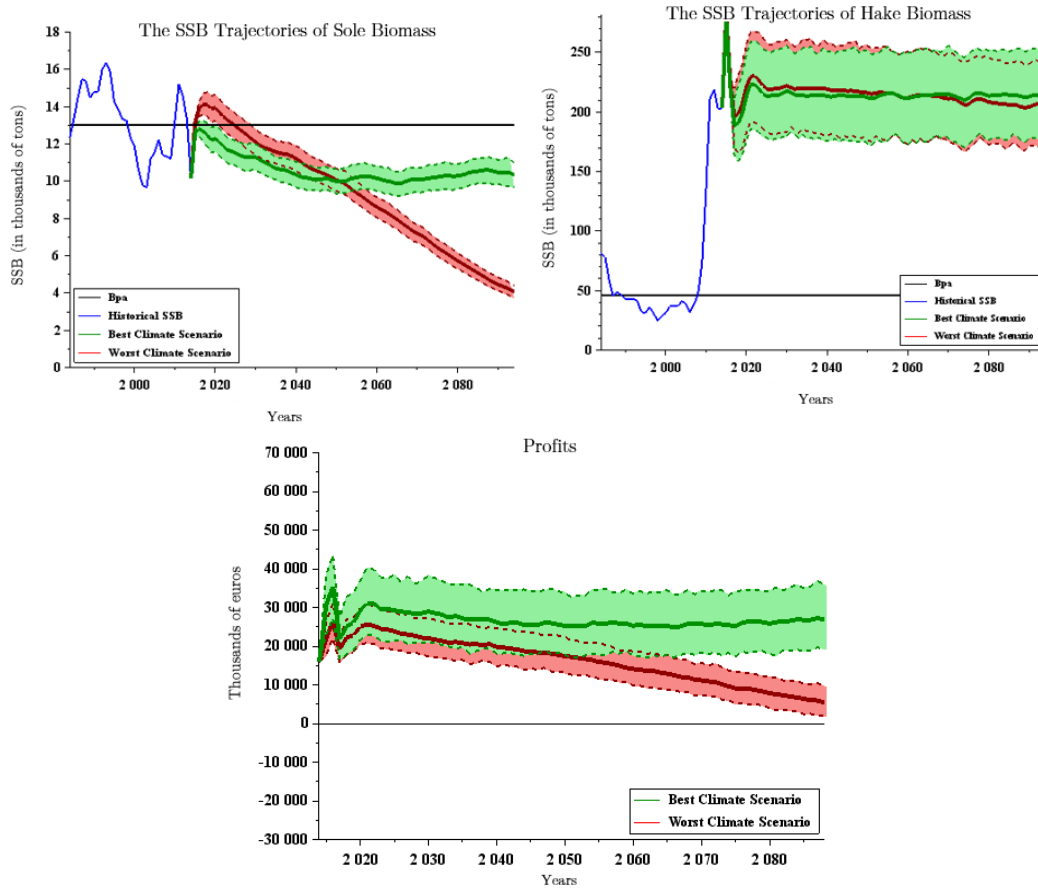 The SSB Trajectories of Sole Biomass
18
16
14
12
10
8
6
4
2
0
SSB (in thousands of tons)
Bpa
Historical SSB
Best Climate Scenario
Worst Climate Scenario
2 000
2 020
2 040
2 060
2 080
Years
The SSB Trajectories of Hake Biomass
250
200
150
100
50
0
SSB (in thousands of tons)
Bpa
Historical SSB
Best Climate Scenario
Worst Climate Scenario
2 000
2 020
2 040
2 060
2 080
Years
Profits
70 000
60 000
50 000
40 000
30 000
20 000
10 000
0
-10 000
-20 000
-30 000
Thousands of euros
Best Climate Scenario
Worst Climate Scenario
2 020
2 030
2 040
2 050
2 060
2 070
2 080
Years